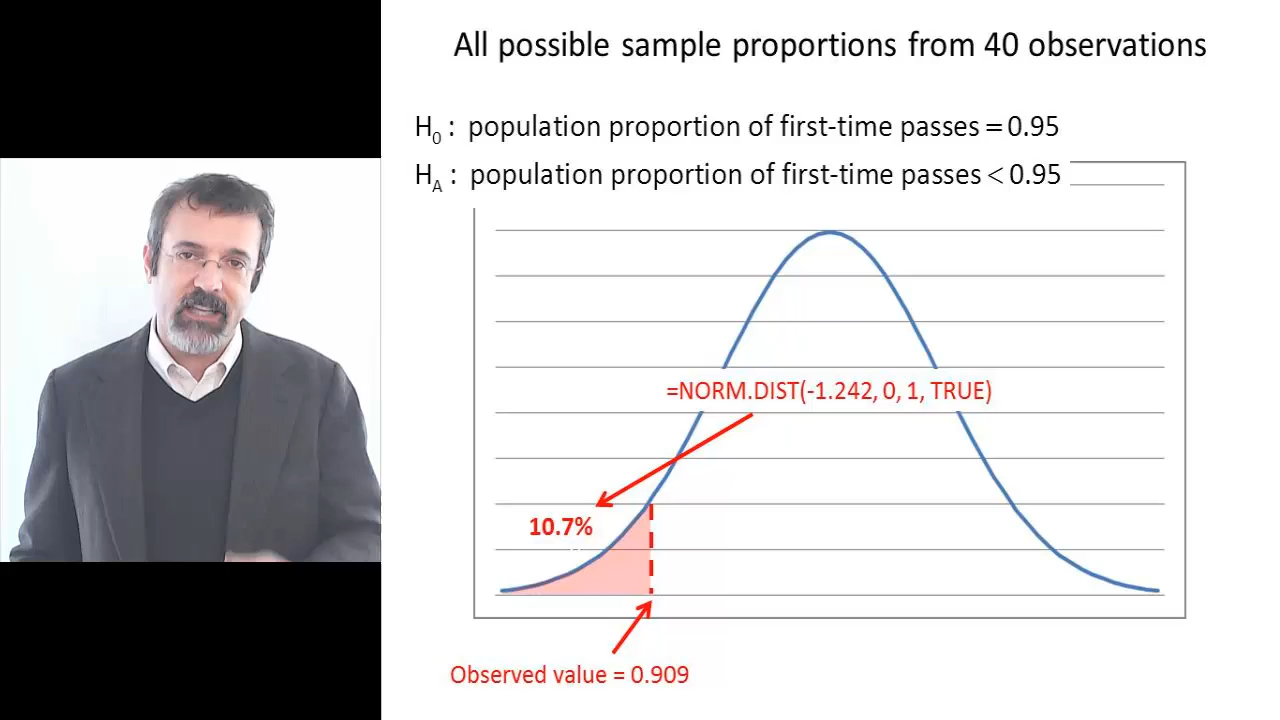 All possible sample proportions from 40 observations
H0 : population proportion of first-time passes = 0.95
HA : population proportion of first-time passes < 0.95
=NORM.DIST(-1.242, 0, 1, TRUE)
10.7%
Observed value = 0.909